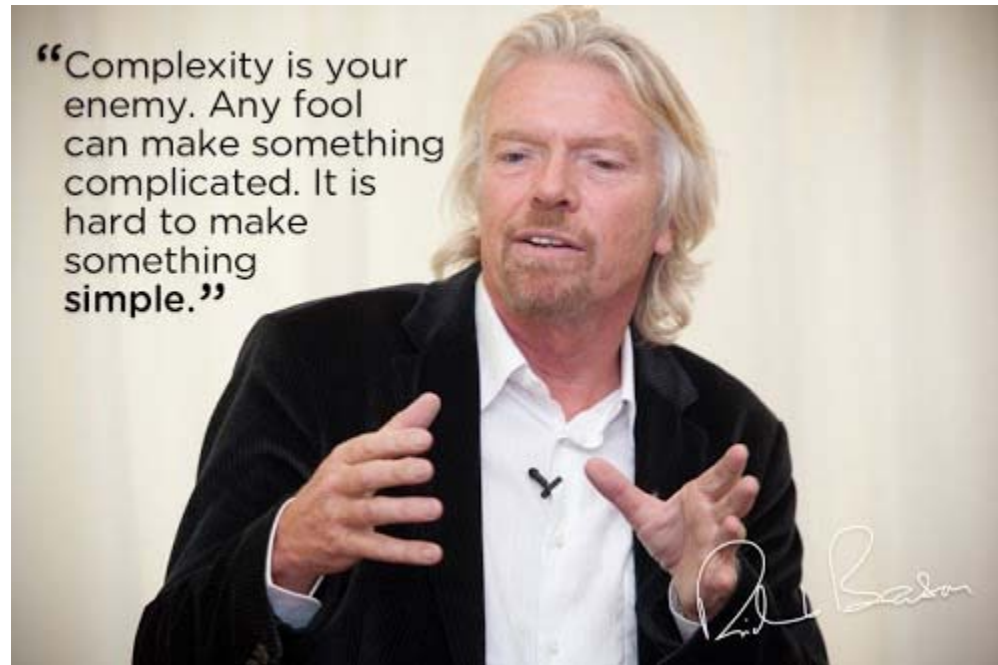 “Complexity is your
enemy. Any fool
can make something
complicated. It is
hard to make
something
simple.”